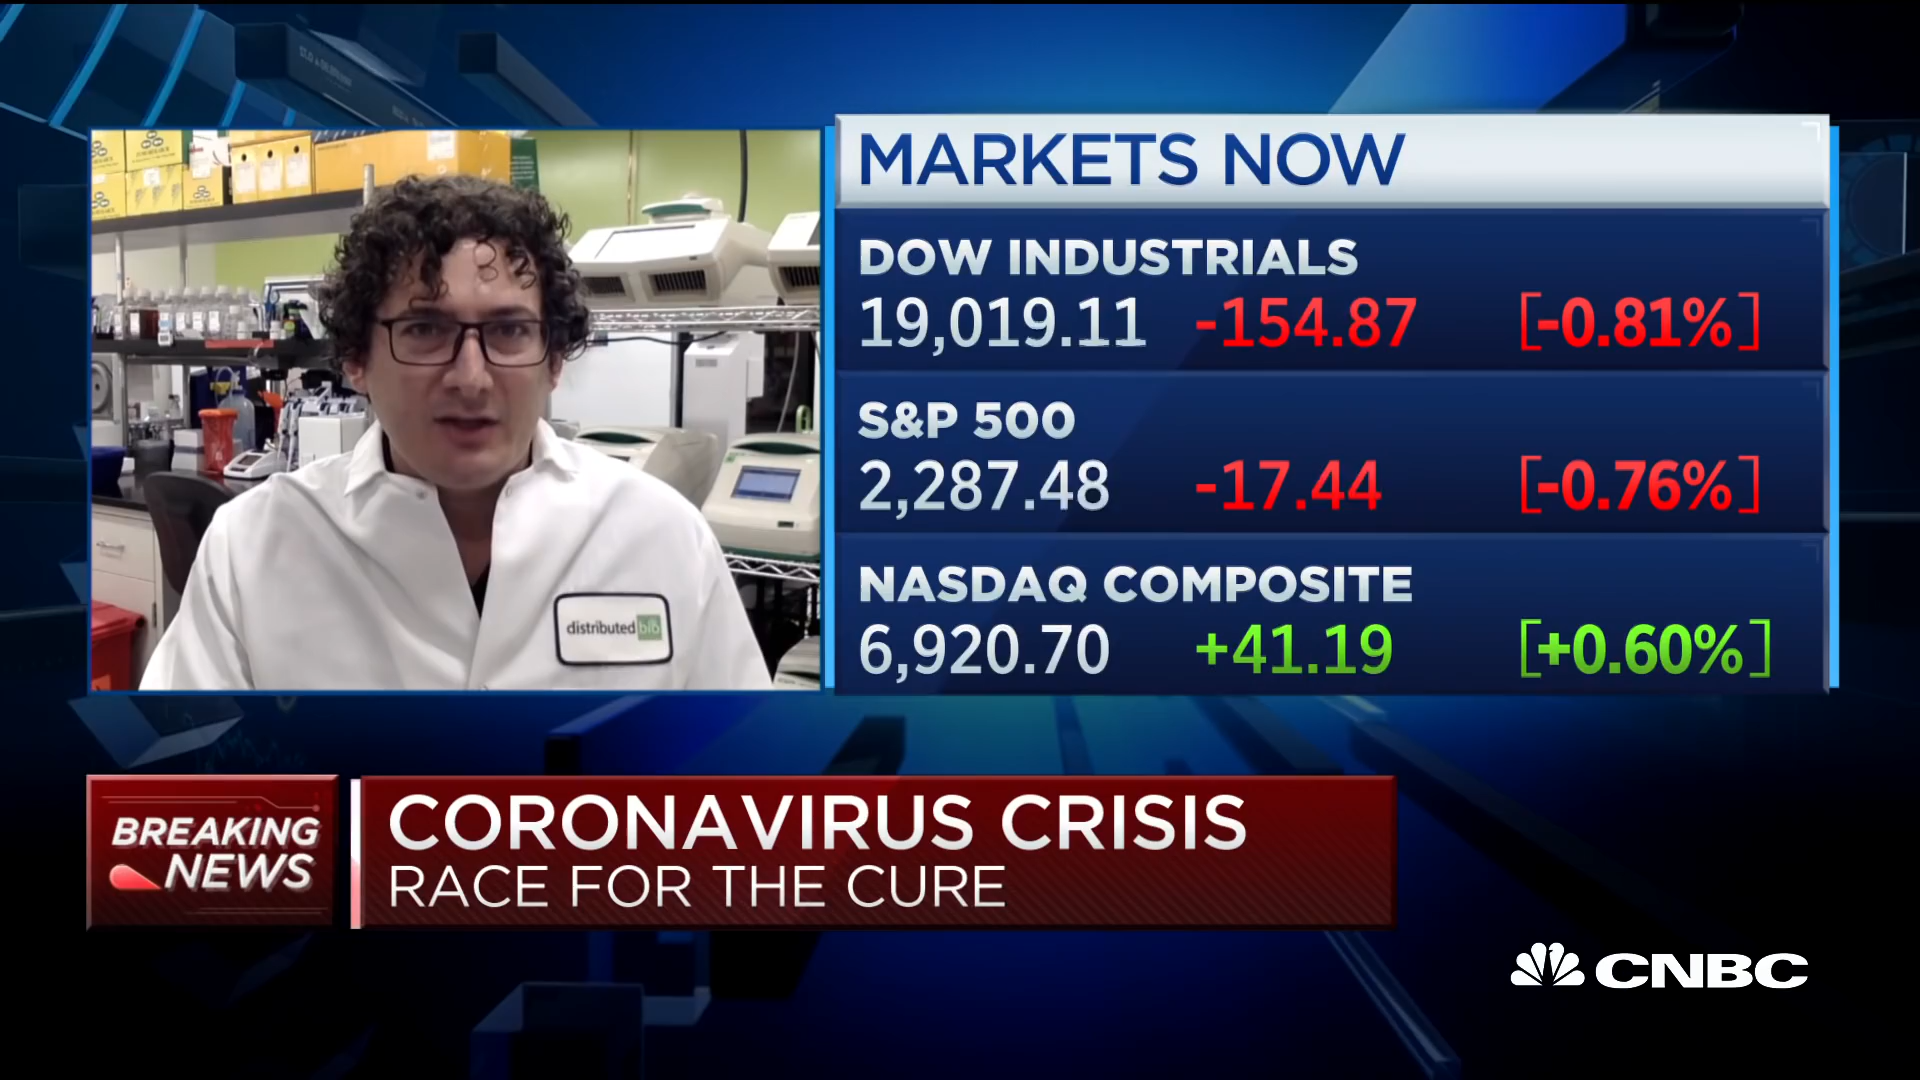 MARKETS NOW
DOW INDUSTRIALS
19,019.11 -154.87 [-0.81%]
S&P 500
2,287.48 -17.44 [-0.76%]
NASDAQ COMPOSITE
6,920.70 +41.19 [+0.60%]
distributed bio
BREAKING
NEWS
CORONAVIRUS CRISIS
RACE FOR THE CURE
CNBC